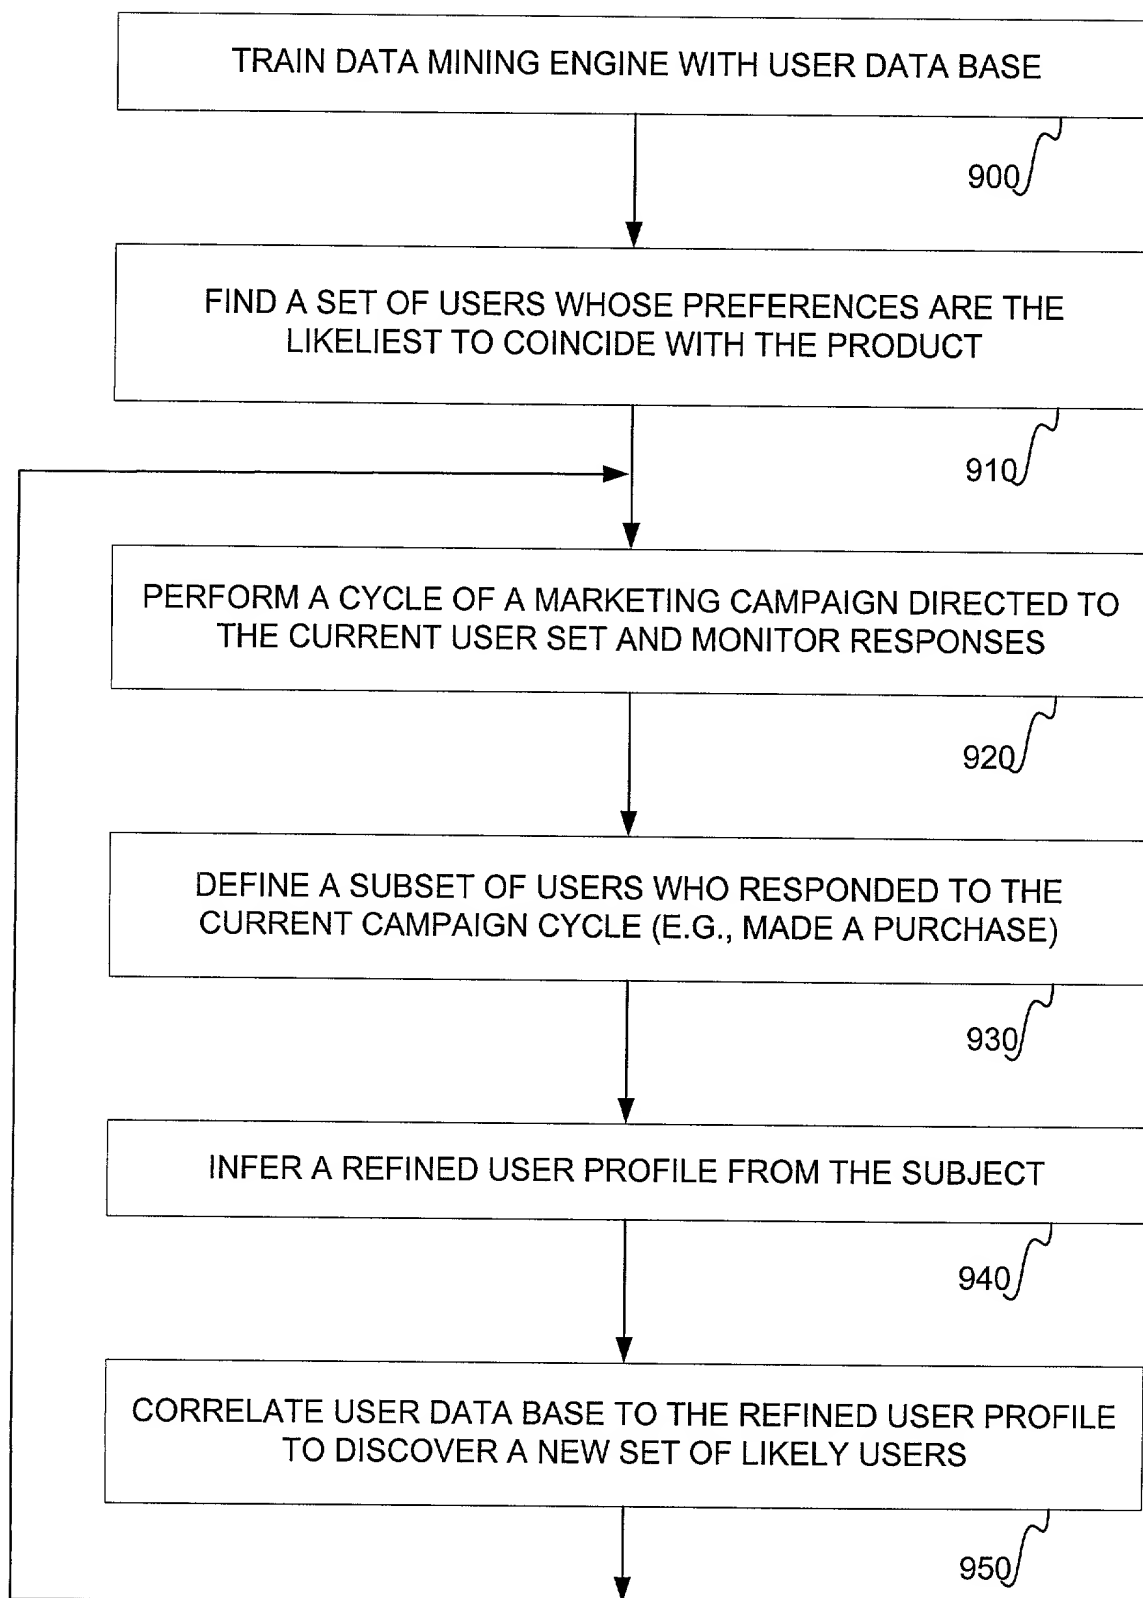 TRAIN DATA MINING ENGINE WITH USER DATA BASE
900
FIND A SET OF USERS WHOSE PREFERENCES ARE THE
LIKELIEST TO COINCIDE WITH THE PRODUCT
910
PERFORM A CYCLE OF A MARKETING CAMPAIGN DIRECTED TO
THE CURRENT USER SET AND MONITOR RESPONSES
920
DEFINE A SUBSET OF USERS WHO RESPONDED TO THE
CURRENT CAMPAIGN CYCLE (E.G., MADE A PURCHASE)
930
INFER A REFINED USER PROFILE FROM THE SUBJECT
940
CORRELATE USER DATA BASE TO THE REFINED USER PROFILE
TO DISCOVER A NEW SET OF LIKELY USERS
950